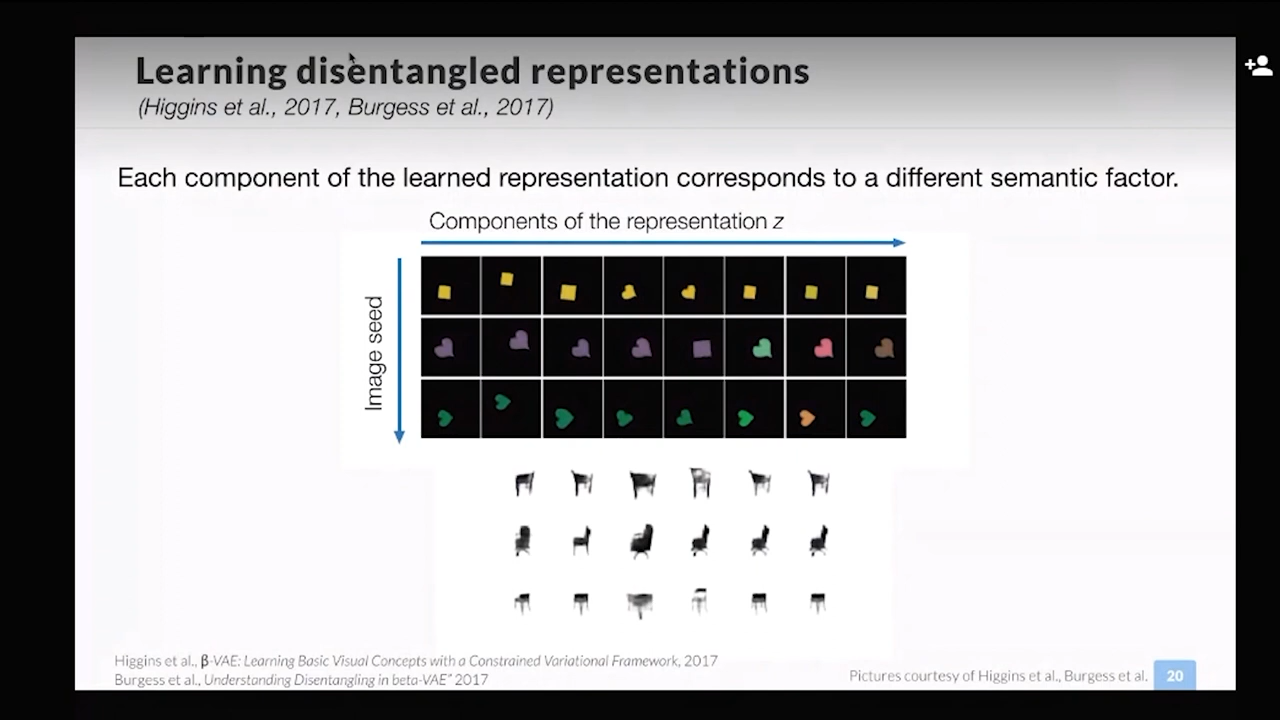 Learning disentangled representations
(Higgins et al., 2017, Burgess et al., 2017)
Each component of the learned representation corresponds to a different semantic factor.
Components of the representation z
Image seed
Higgins et al., β-VAE: Learning Basic Visual Concepts with a Constrained Variational Framework, 2017
Burgess et al., Understanding Disentangling in beta-VAE" 2017
Pictures courtesy of Higgins et al., Burgess et al.
20